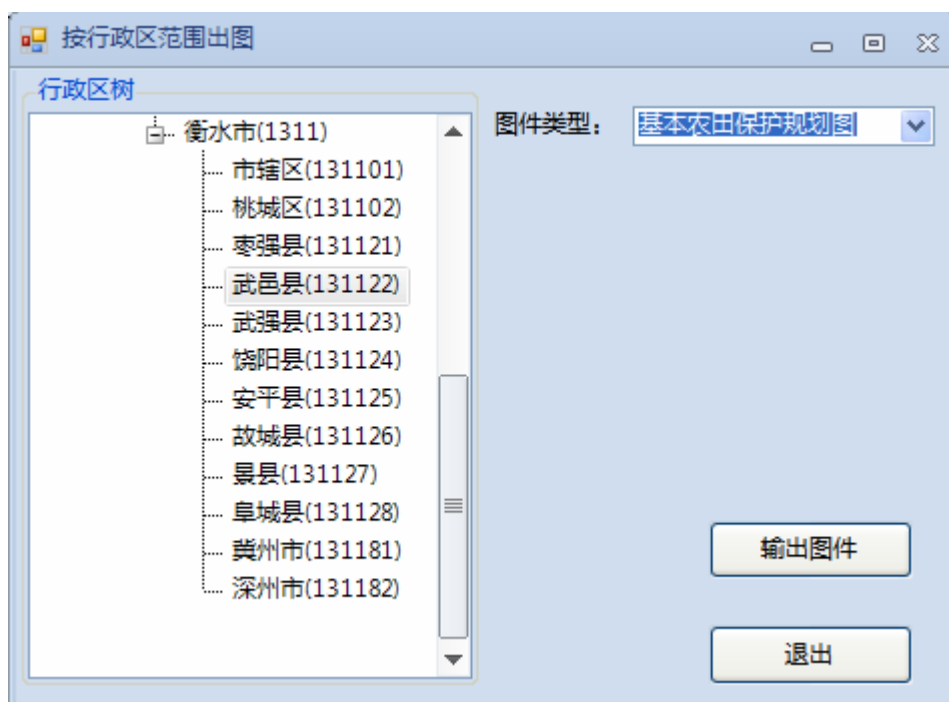 按行政区范围出图
行政区树
衡水市(1311)
市辖区(131101)
桃城区(131102)
枣强县(131121)
武邑县(131122)
武强县(131123)
饶阳县(131124)
安平县(131125)
故城县(131126)
景县(131127)
阜城县(131128)
冀州市(131181)
深州市(131182)
图件类型：
基本农田保护规划图
输出图件
退出